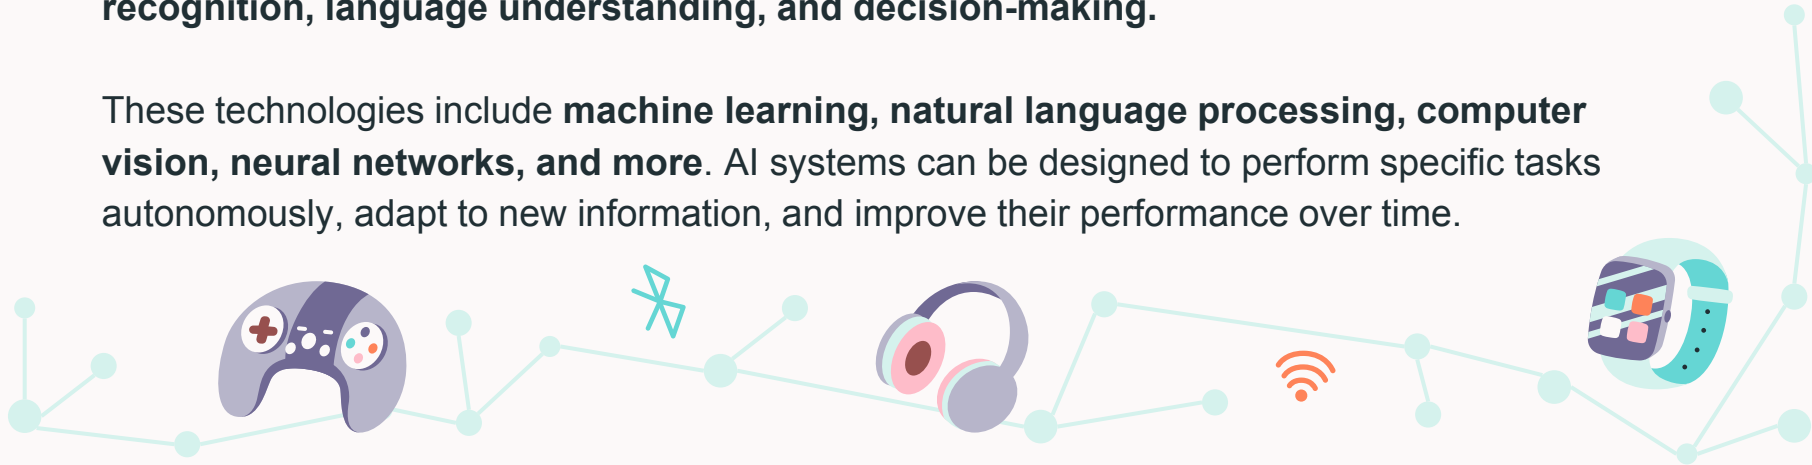 recognition, language understanding, and decision-making.
These technologies include machine learning, natural language processing, computer
vision, neural networks, and more. AI systems can be designed to perform specific tasks
autonomously, adapt to new information, and improve their performance over time.